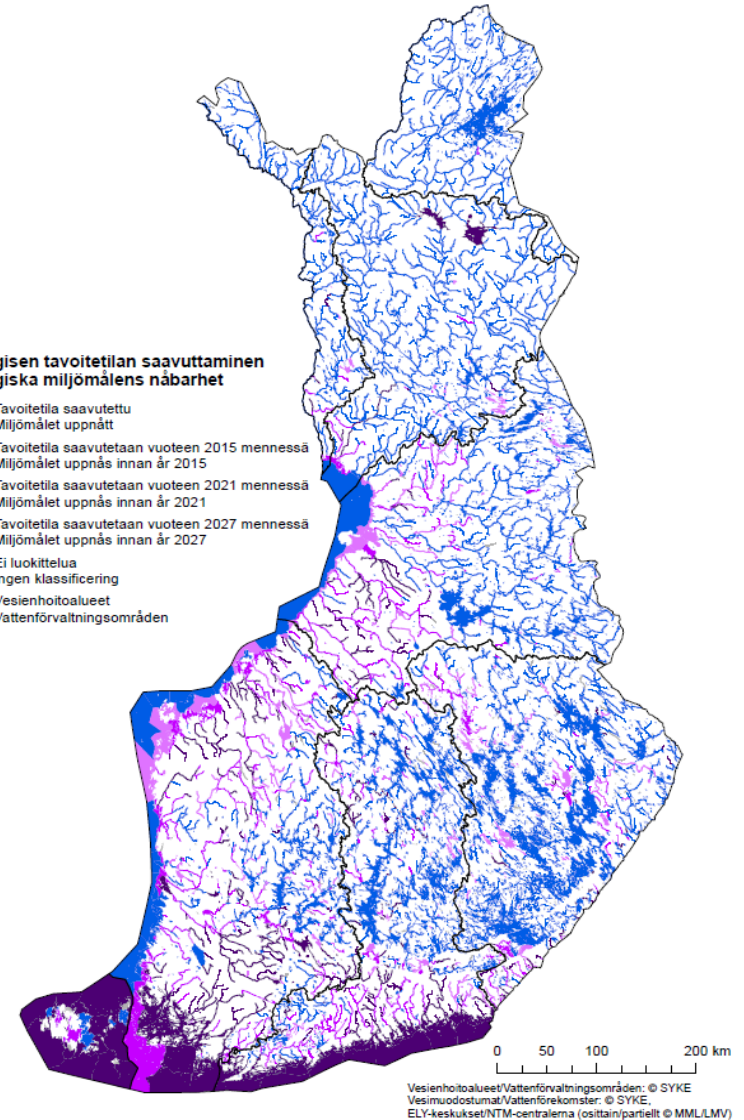 gisen tavoitetilan saavuttaminen
giska miljömålens nåbarhet
Tavoitetila saavutettu
Miljömålet uppnått
Tavoitetila saavutetaan vuoteen 2015 mennessä
Miljömålet uppnås innan år 2015
Tavoitetila saavutetaan vuoteen 2021 mennessä
Miljömålet uppnås innan år 2021
Tavoitetila saavutetaan vuoteen 2027 mennessä
Miljömålet uppnås innan år 2027
Ei luokittelua
ngen klassificering
Vesienhoitoalueet
Vattenförvaltningsområden
0 50 100 200 km
Vesienhoitoalueet/Vattenförvaltningsområden: © SYKE
Vesimuodostumat/Vattenförekomster: © SYKE,
ELY-keskukset/NTM-centralerna (osittain/partiellt © MML/LMV)